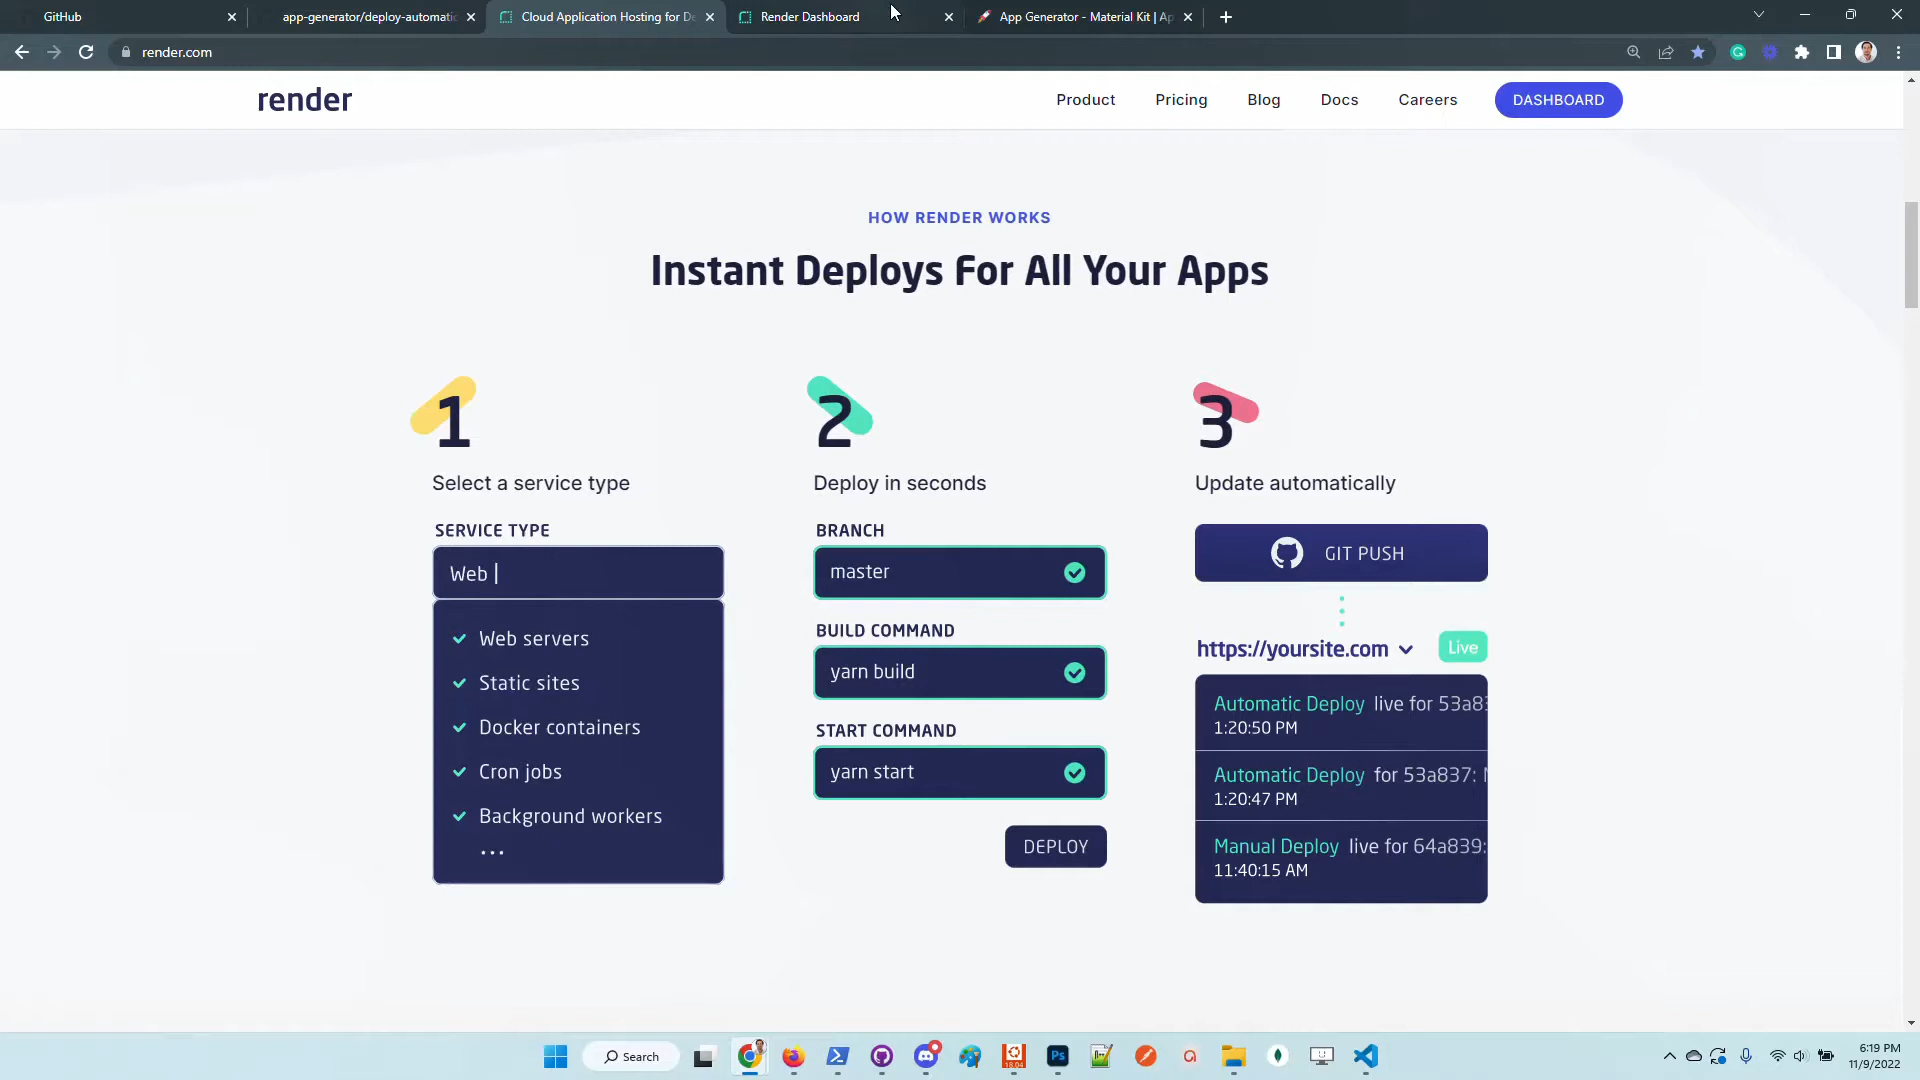 GitHub
app-generator/deploy-automatic
Cloud Application Hosting for De
Render Dashboard
App Generator - Material Kit | Ap
render.com
render
Product
Pricing
Blog
Docs
Careers
DASHBOARD
HOW RENDER WORKS
Instant Deploys For All Your Apps
1
Select a service type
SERVICE TYPE
Web
Web servers
Static sites
Docker containers
Cron jobs
Background workers
...
2
Deploy in seconds
BRANCH
master
BUILD COMMAND
yarn build
START COMMAND
yarn start
DEPLOY
3
Update automatically
GIT PUSH
https://yoursite.com
Live
Automatic Deploy live for 53a83
1:20:50 PM
Automatic Deploy for 53a837:
1:20:47 PM
Manual Deploy live for 64a839:
11:40:15 AM
Search
Ps
18.04
6:19 PM
11/9/2022